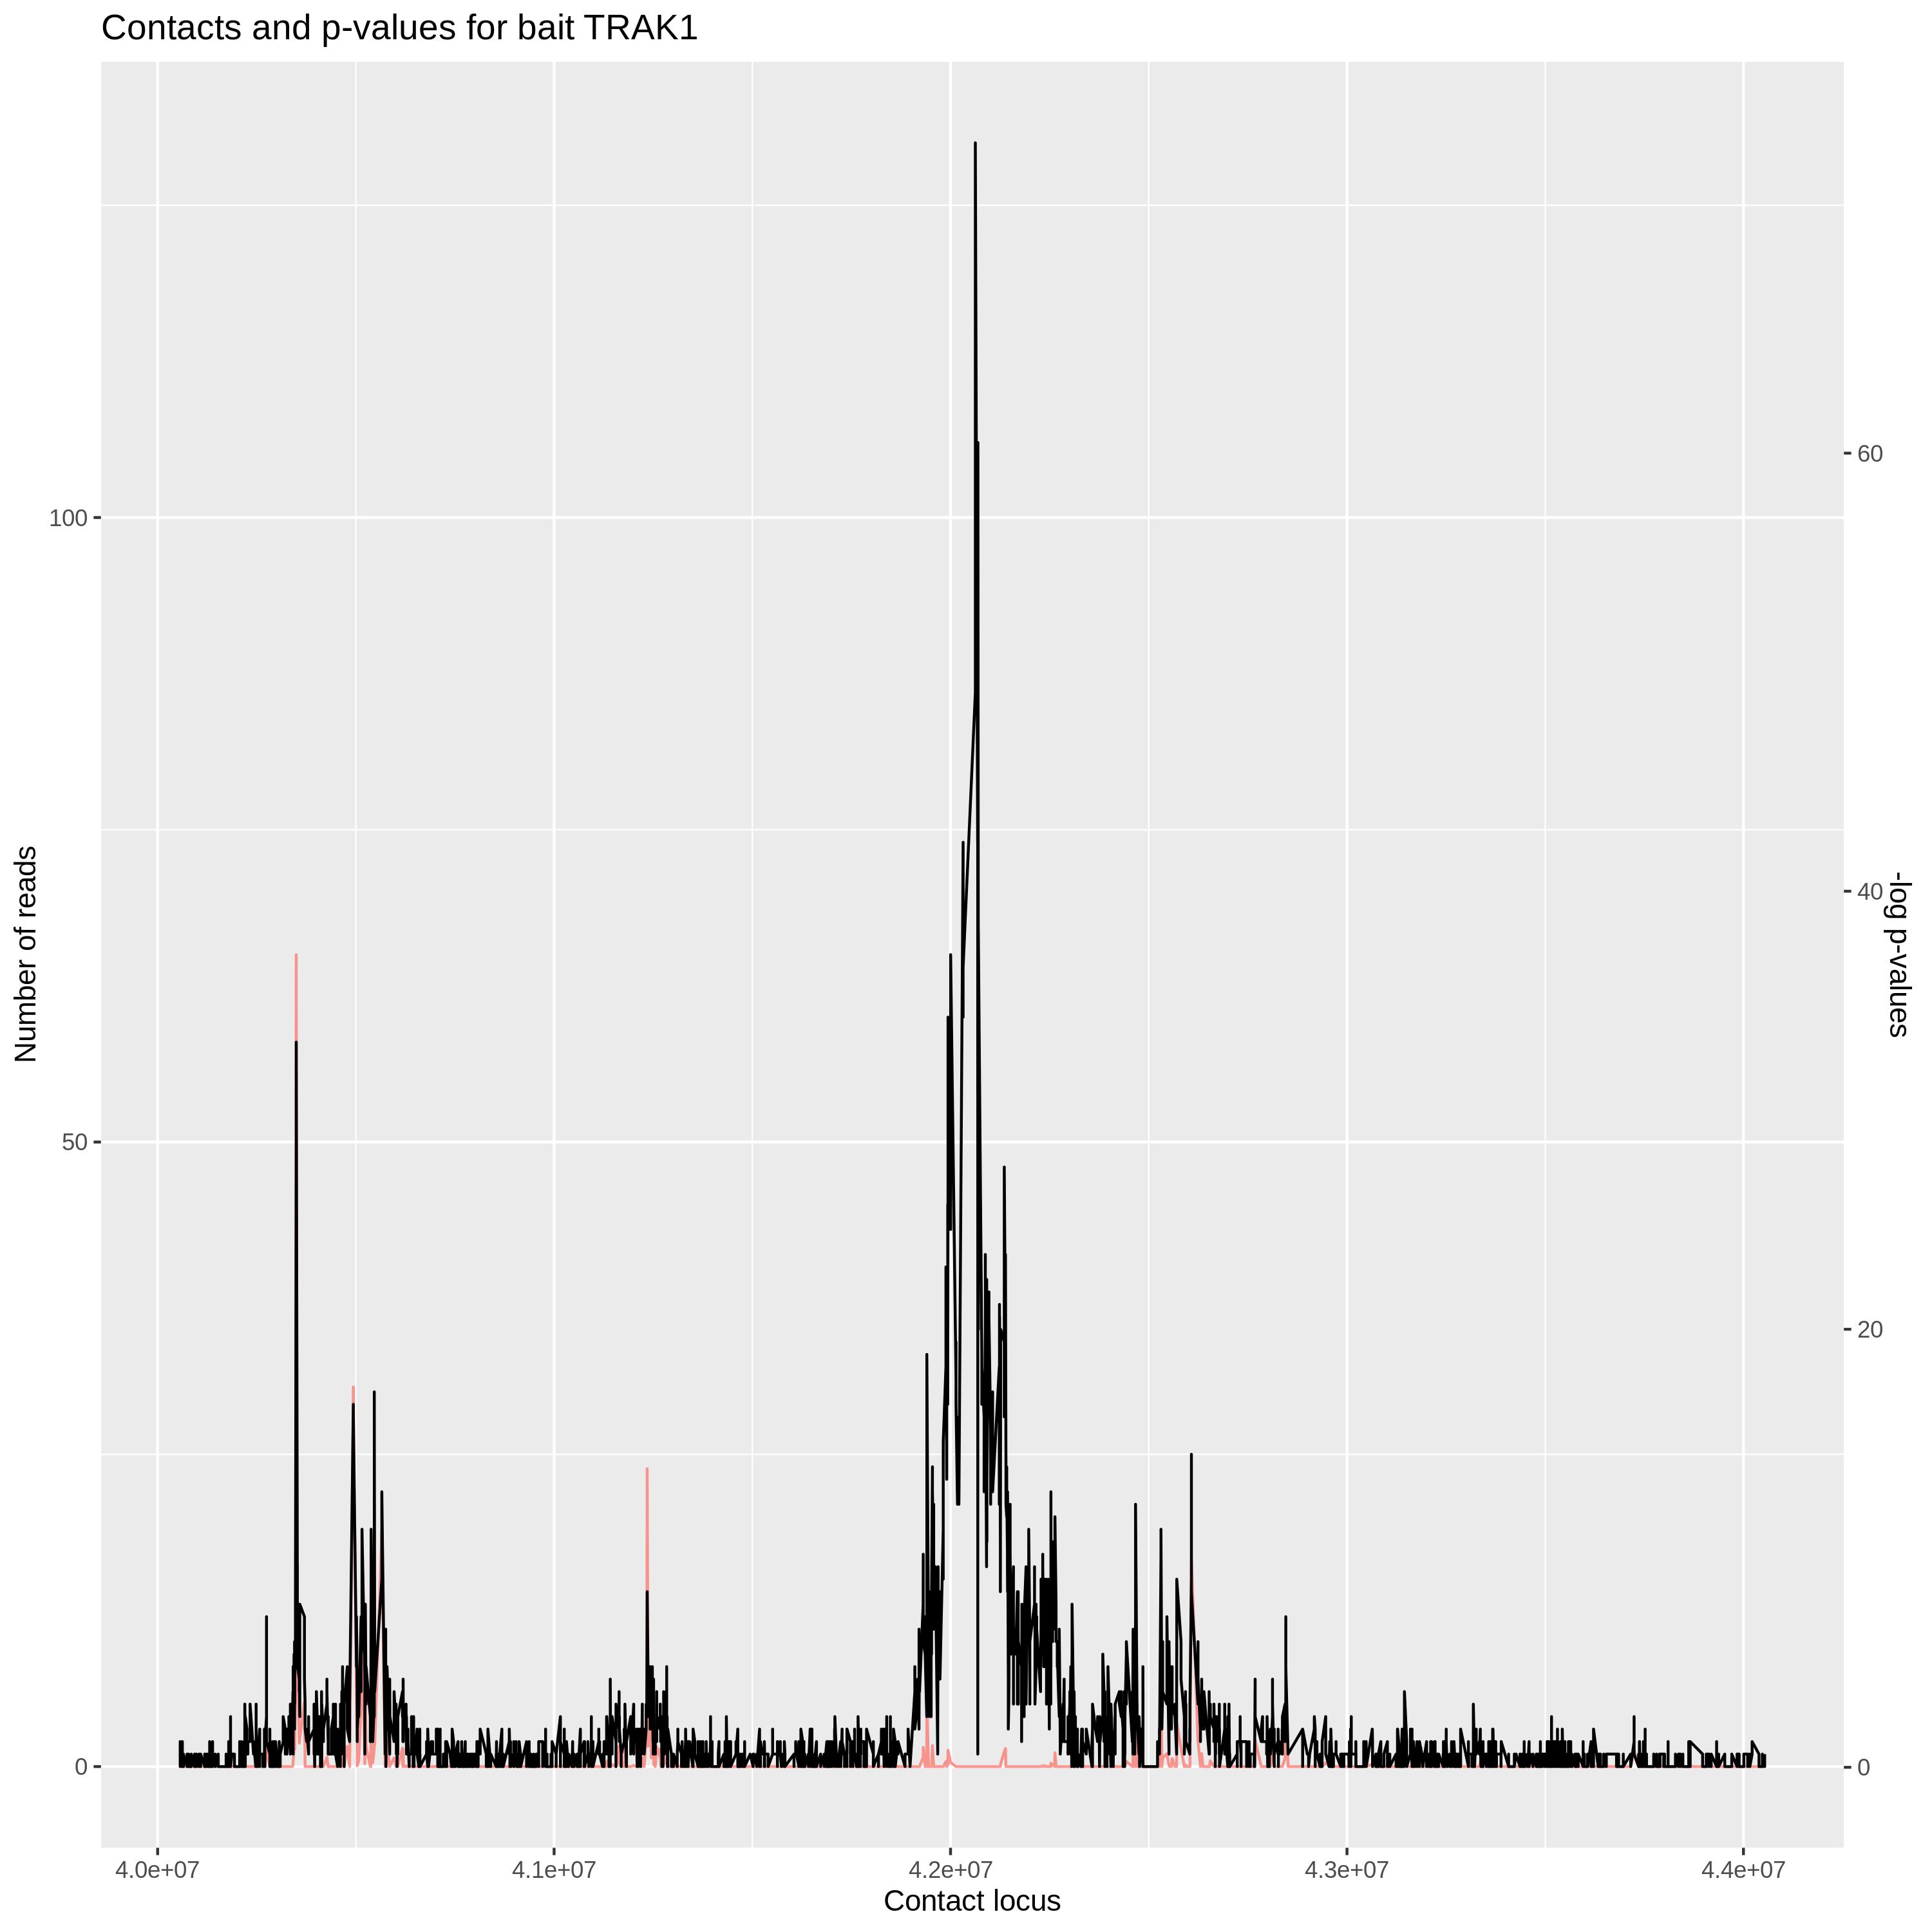 Contacts and p-values for bait TRAK1
100
50
0
Number of reads
60
40
20
0
-log p-values
4.0e+07 4.1e+07 4.2e+07 4.3e+07 4.4e+07
Contact locus